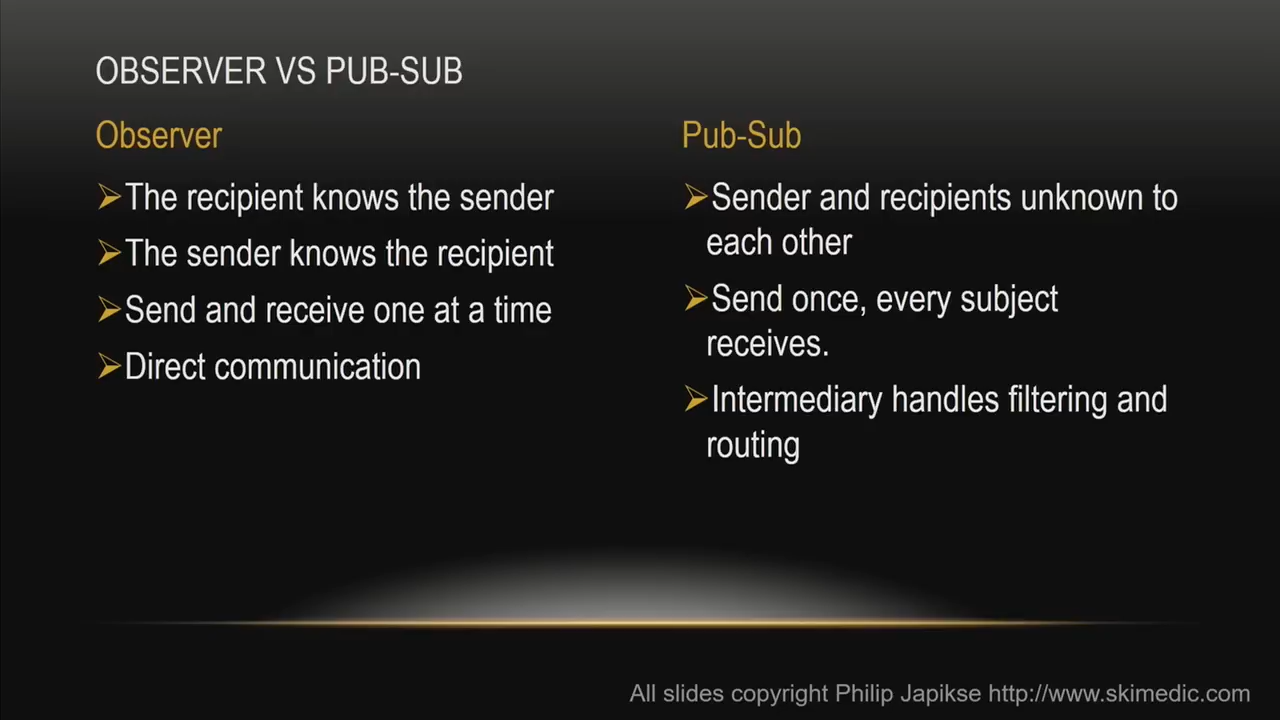 OBSERVER VS PUB-SUB
Observer
➢The recipient knows the sender
➢The sender knows the recipient
➢Send and receive one at a time
➢Direct communication
Pub-Sub
➢Sender and recipients unknown to
each other
➢Send once, every subject
receives.
➢Intermediary handles filtering and
routing
All slides copyright Philip Japikse http://www.skimedic.com